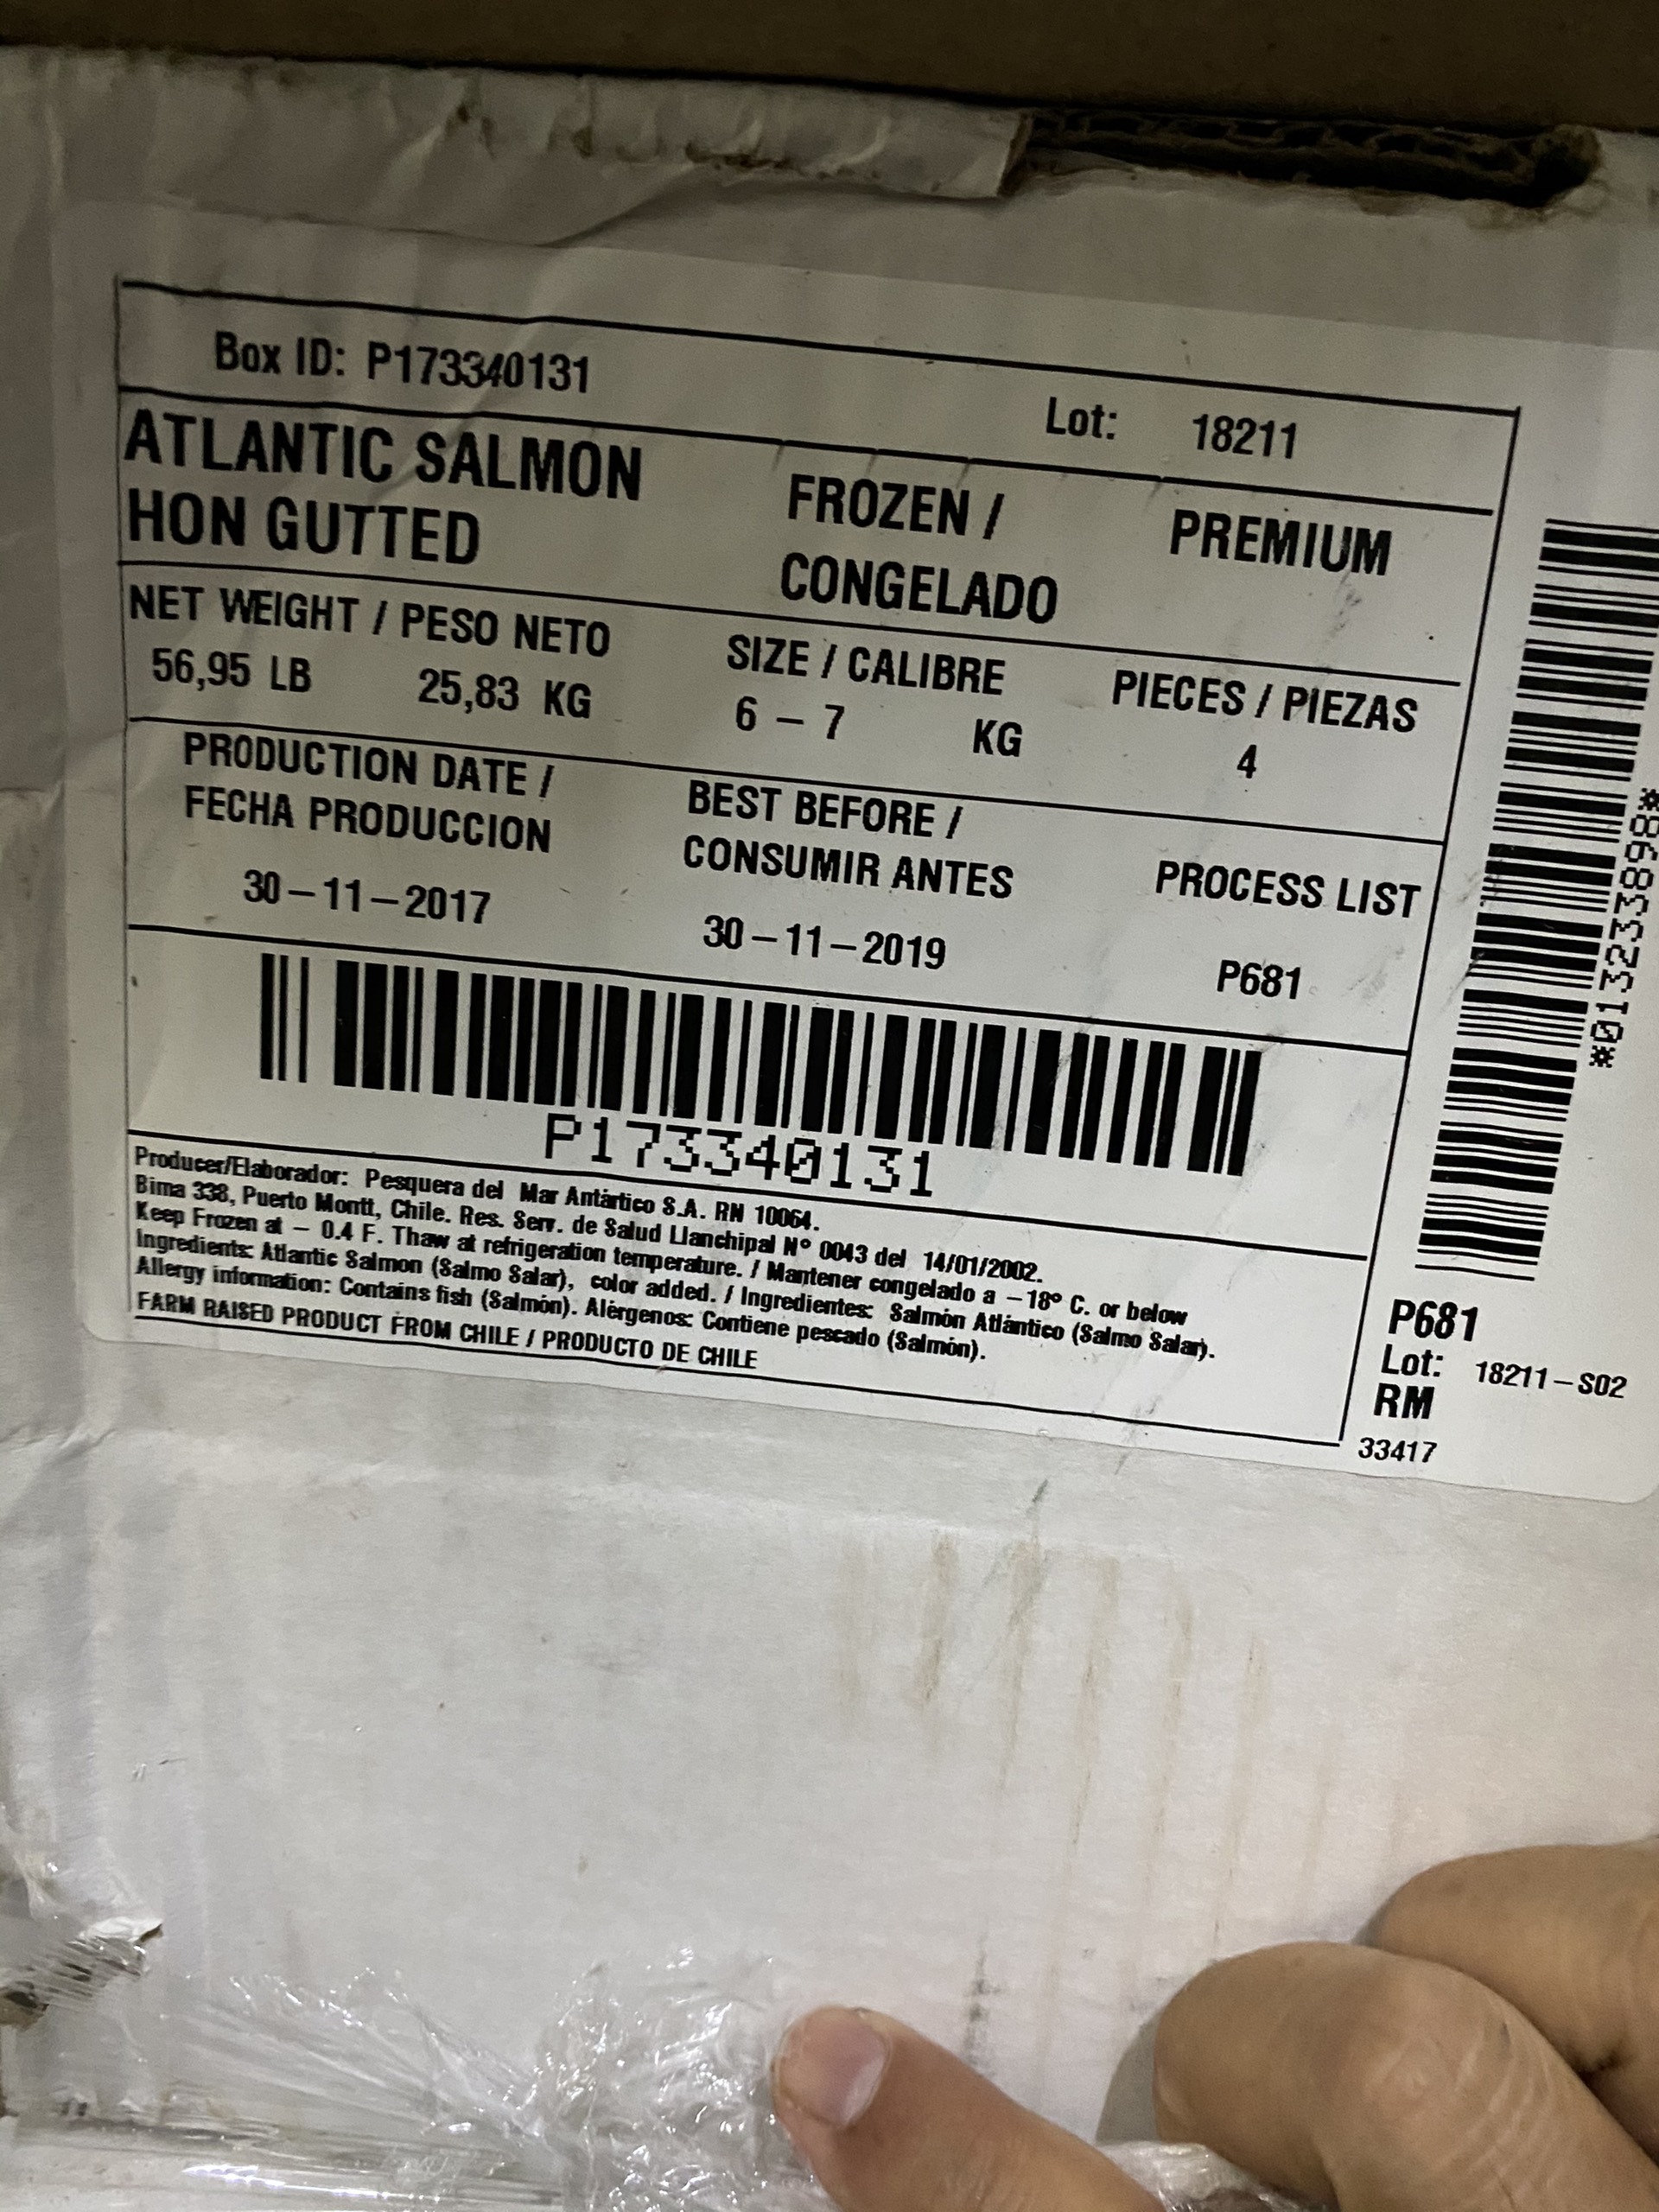 Box ID: P173340131
Lot: 18211
ATLANTIC SALMON
HON GUTTED
FROZEN /
CONGELADO
PREMIUM
NET WEIGHT / PESO NETO
56,95 LB 25,83 KG
SIZE / CALIBRE
6 – 7 KG
PIECES / PIEZAS
4
PRODUCTION DATE /
FECHA PRODUCCION
30–11–2017
BEST BEFORE /
CONSUMIR ANTES
30–11–2019
PROCESS LIST
P681
P173340131
Producer/Elaborador: Pesquera del Mar Antártico S.A. RN 10064.
Bima 338, Puerto Montt, Chile. Res. Serv. de Salud Llanchipal N° 0043 del 14/01/2002.
Keep Frozen at – 0.4 F. Thaw at refrigeration temperature. / Mantener congelado a –18° C. or below
Ingredients: Atlantic Salmon (Salmo Salar), color added. / Ingredientes: Salmón Atlántico (Salmo Salar).
Allergy information: Contains fish (Salmón). Alérgenos: Contiene pescado (Salmón).
FARM RAISED PRODUCT FROM CHILE / PRODUCTO DE CHILE
*013233898*
P681
Lot: 18211–S02
RM
33417